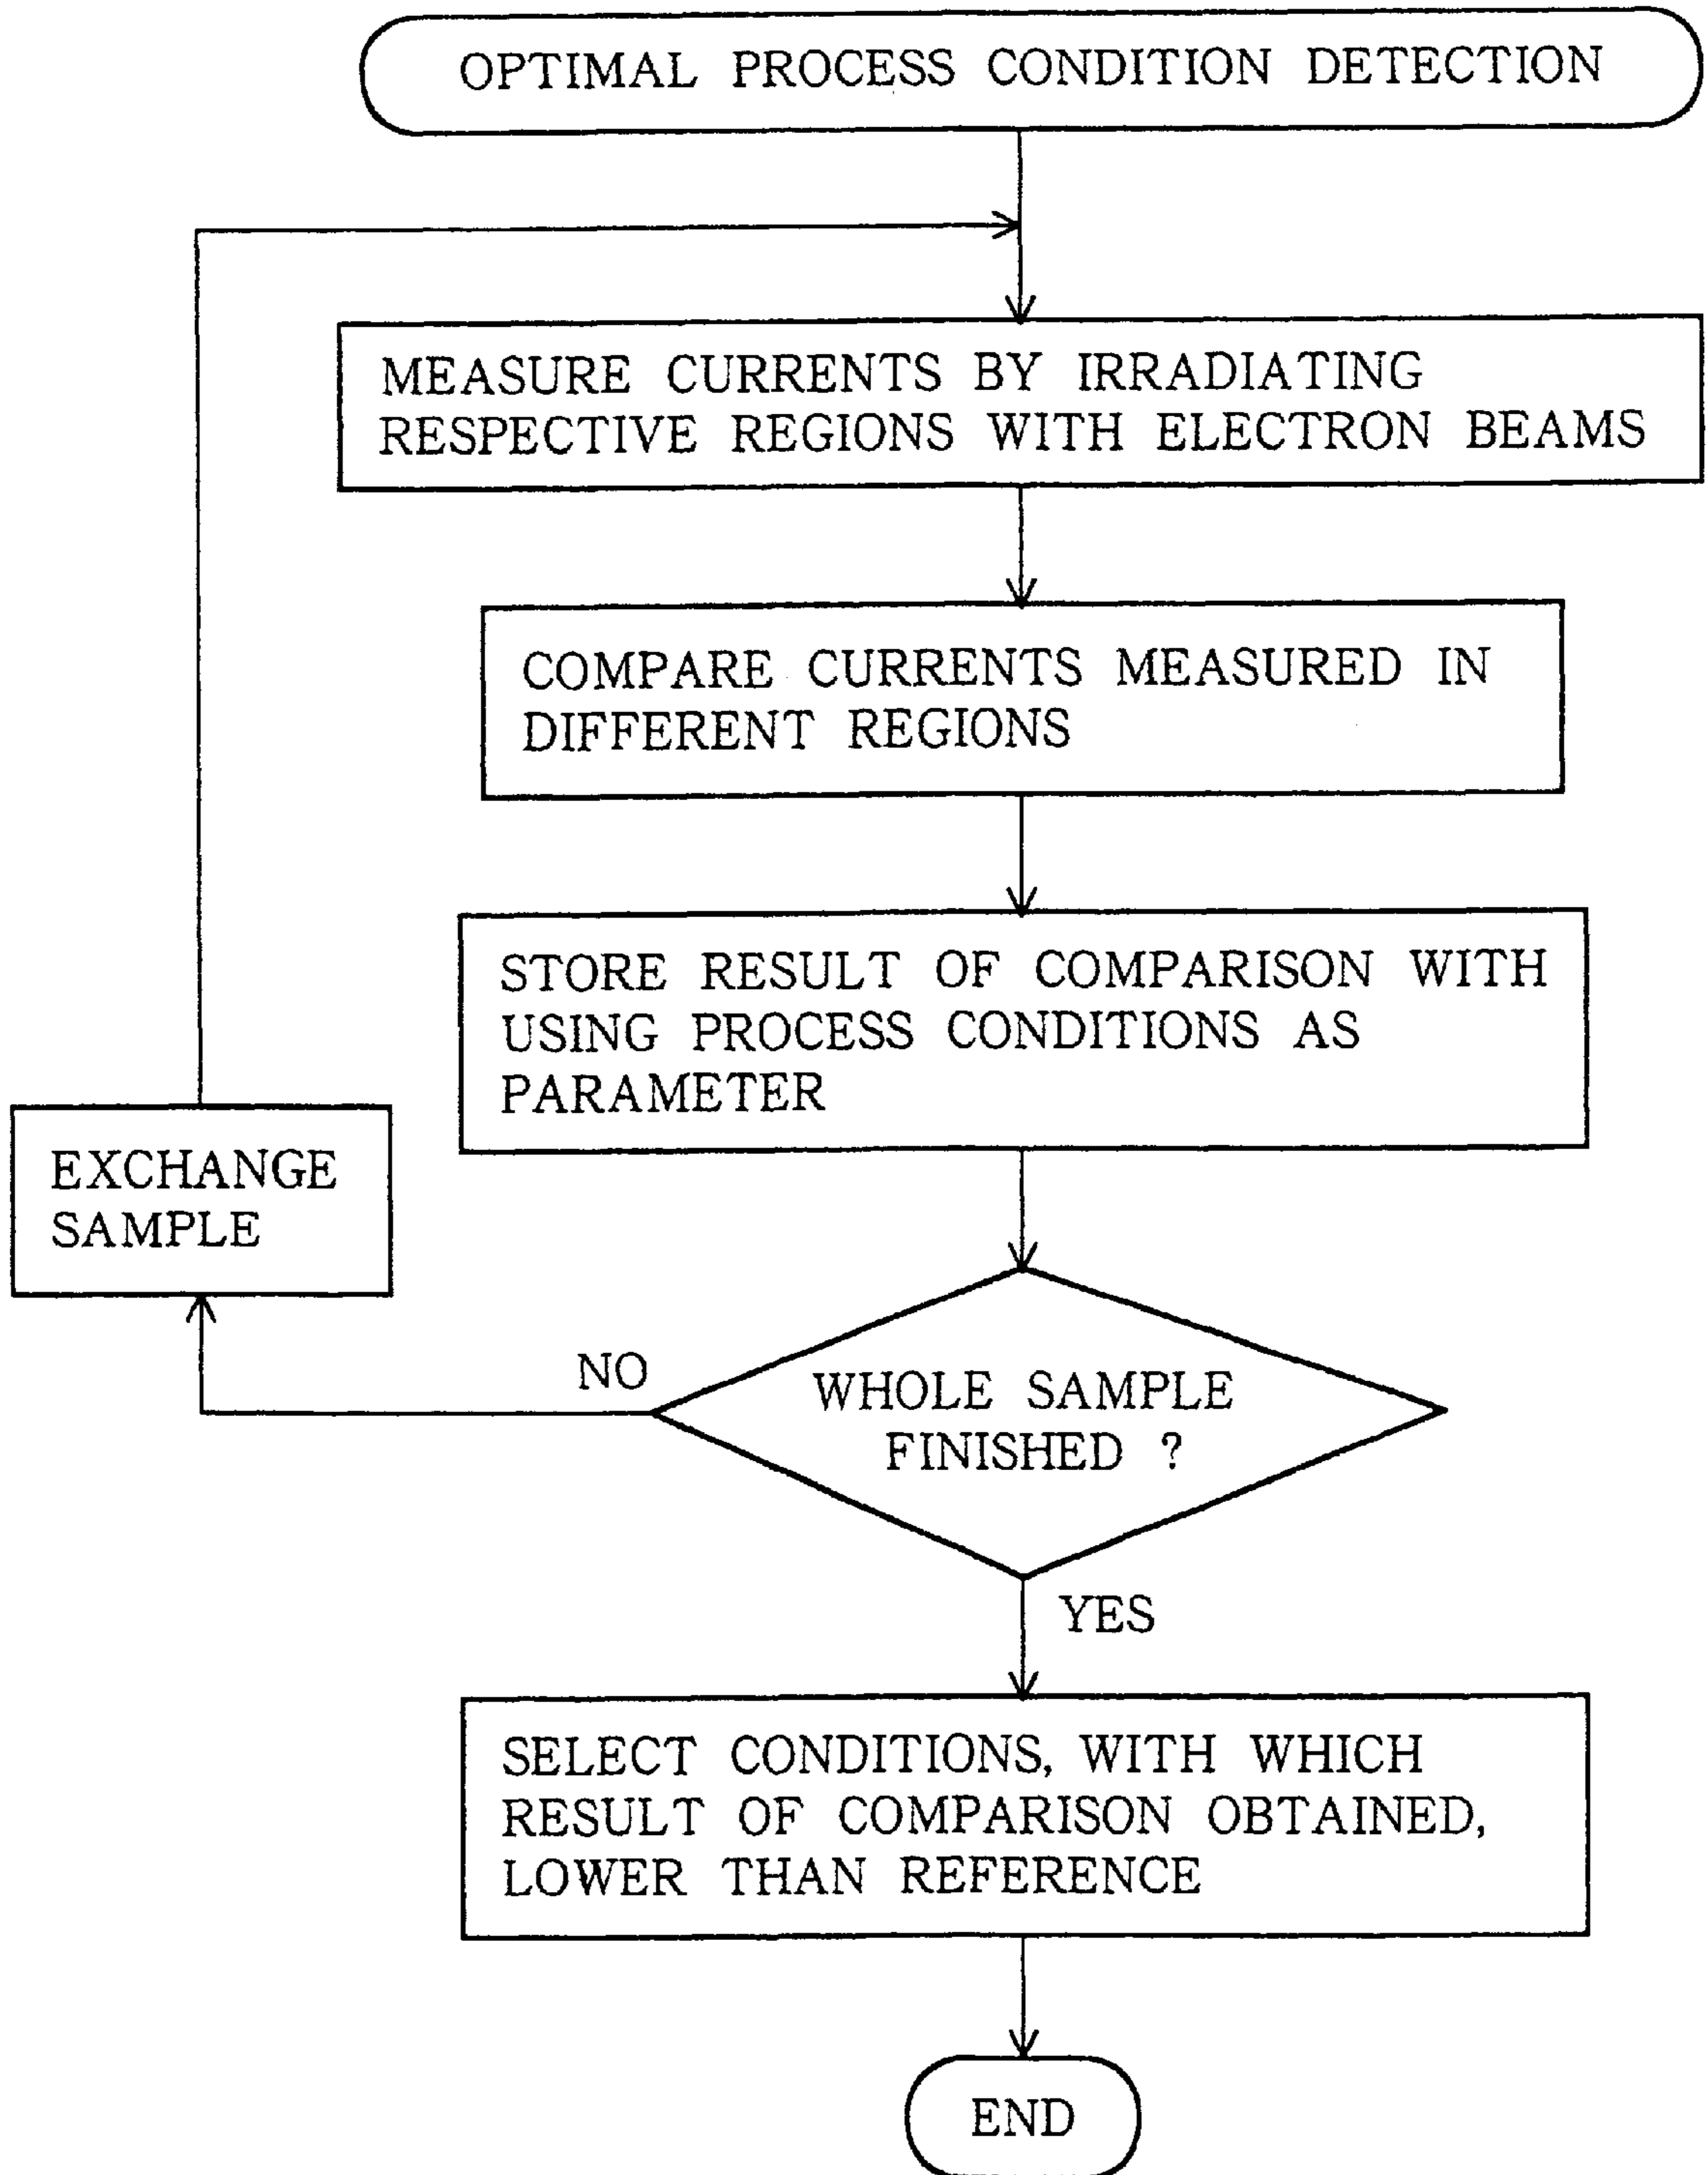 OPTIMAL PROCESS CONDITION DETECTION
MEASURE CURRENTS BY IRRADIATING
RESPECTIVE REGIONS WITH ELECTRON BEAMS
COMPARE CURRENTS MEASURED IN
DIFFERENT REGIONS
STORE RESULT OF COMPARISON WITH
USING PROCESS CONDITIONS AS
PARAMETER
EXCHANGE
SAMPLE
NO
WHOLE SAMPLE
FINISHED ?
YES
SELECT CONDITIONS, WITH WHICH
RESULT OF COMPARISON OBTAINED,
LOWER THAN REFERENCE
END